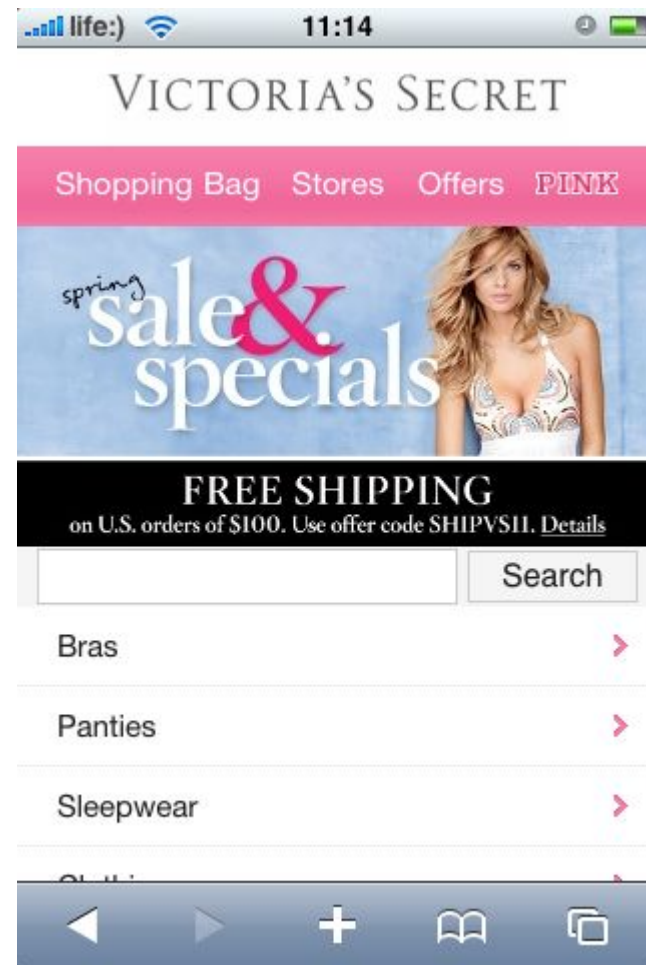 life:) 11:14
VICTORIA'S SECRET
Shopping Bag Stores Offers PINK
spring
sale &
specials
FREE SHIPPING
on U.S. orders of $100. Use offer code SHIPVS11. Details
Search
Bras
Panties
Sleepwear